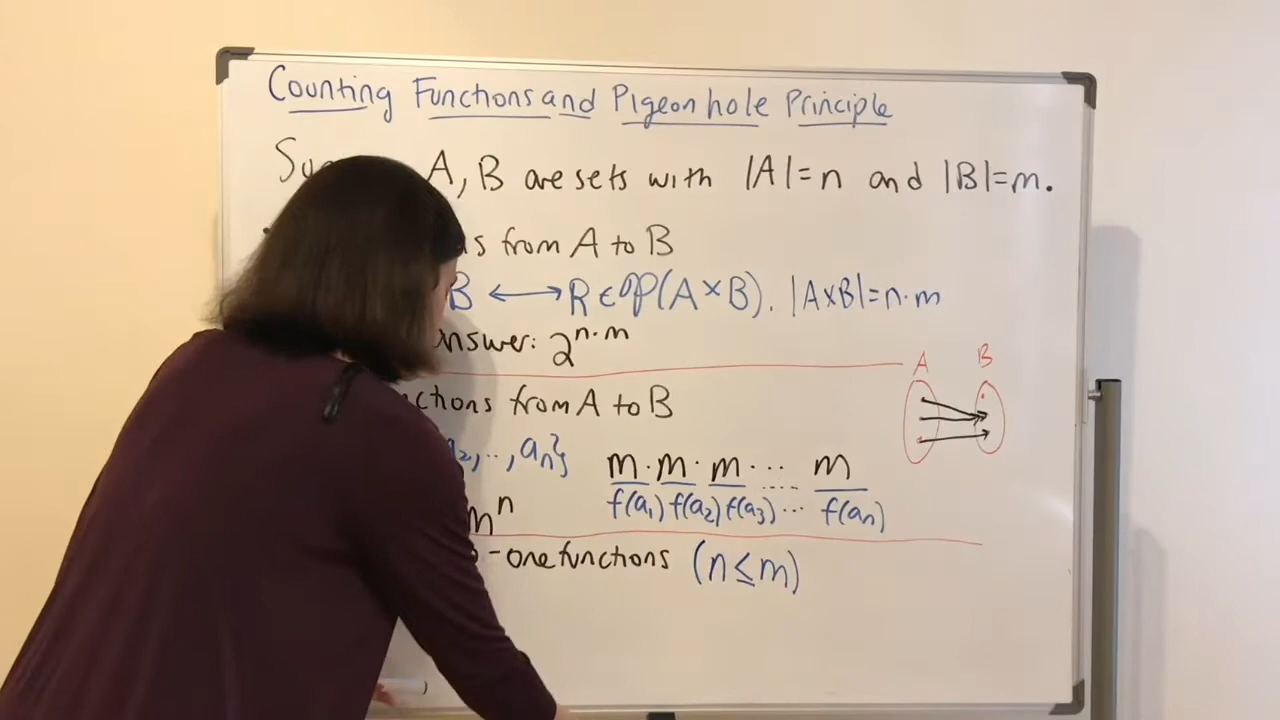 Counting Functions and Pigeonhole Principle
A, B are sets with |A|=n and |B|=m.
from A to B
B ⟷ R ∈ 𝒫(A×B). |A×B|=n·m
nswer: 2^{n·m}
A B
ctions from A to B
a₂,..,aₙ} m·m·m·... m
f(a₁) f(a₂) f(a₃)... f(aₙ)
mⁿ
-one functions (n≤m)